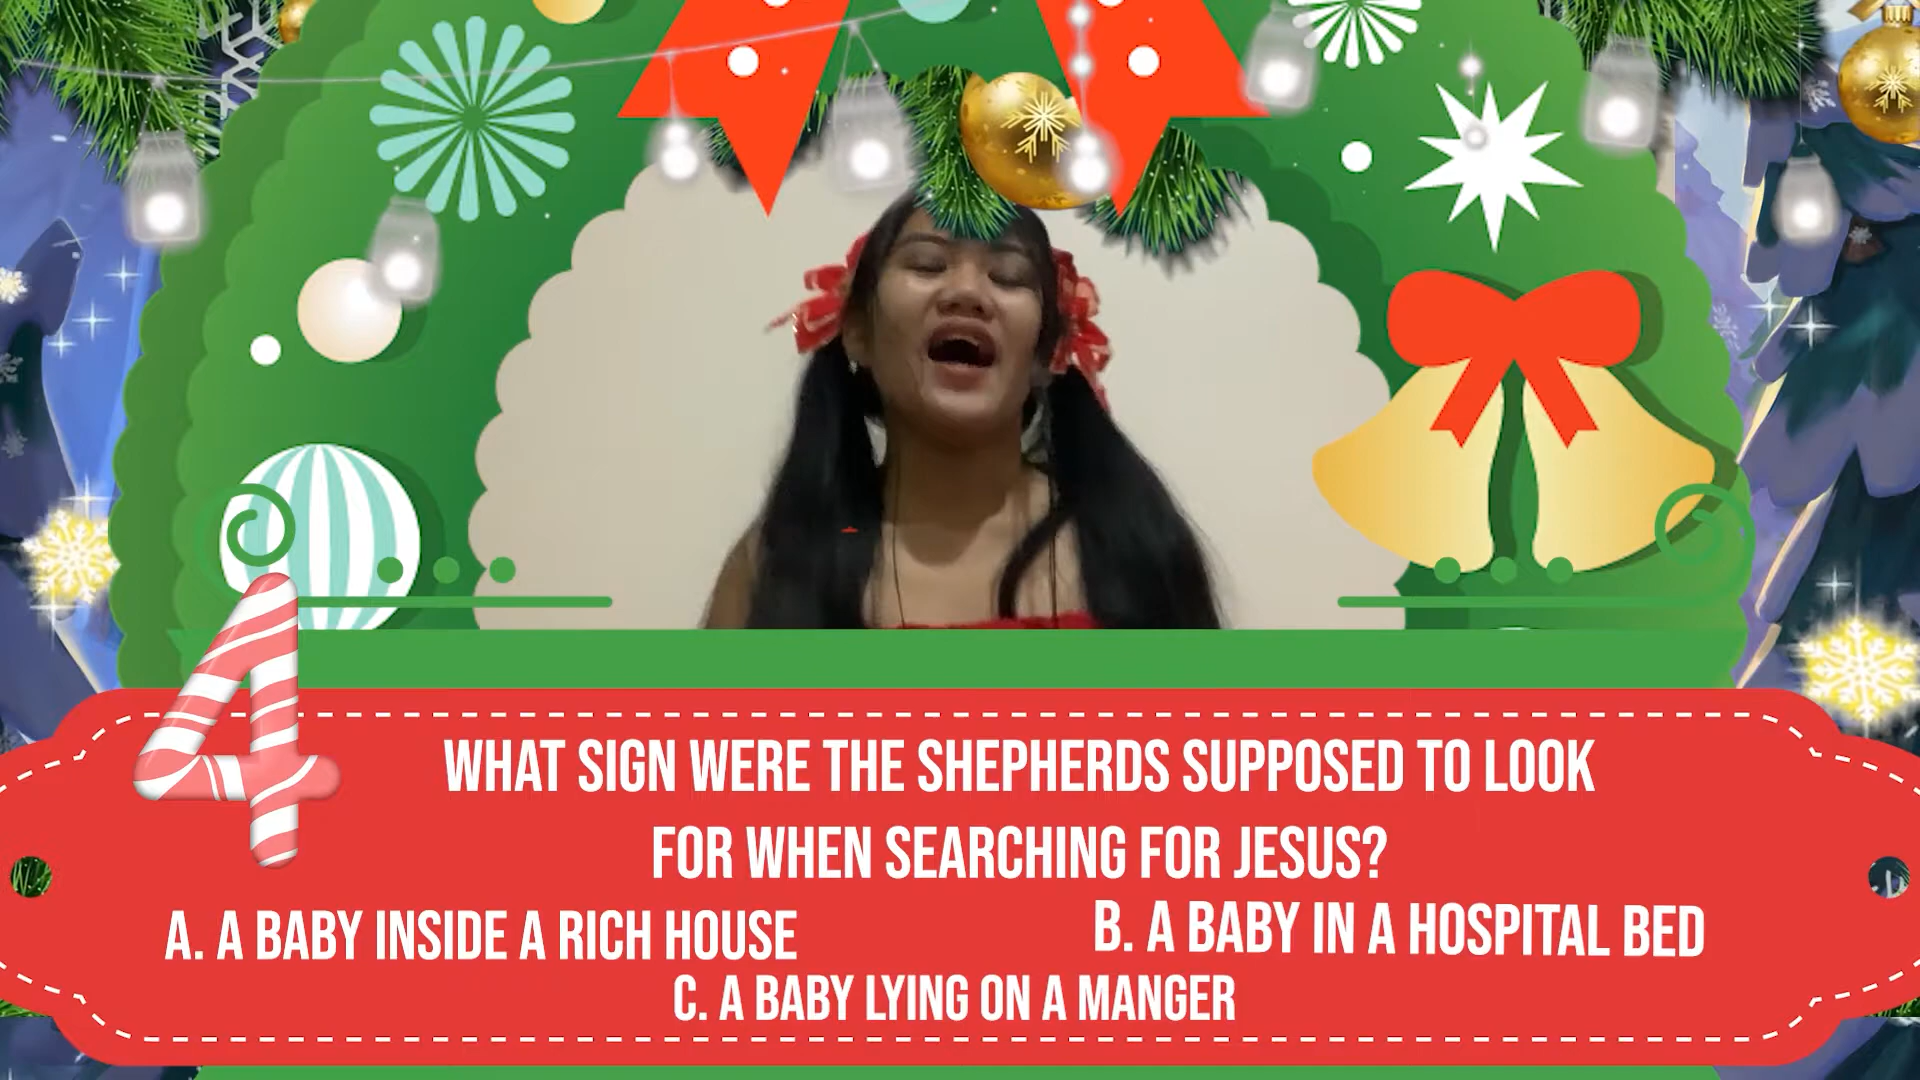 4
WHAT SIGN WERE THE SHEPHERDS SUPPOSED TO LOOK
FOR WHEN SEARCHING FOR JESUS?
A. A BABY INSIDE A RICH HOUSE
B. A BABY IN A HOSPITAL BED
C. A BABY LYING ON A MANGER